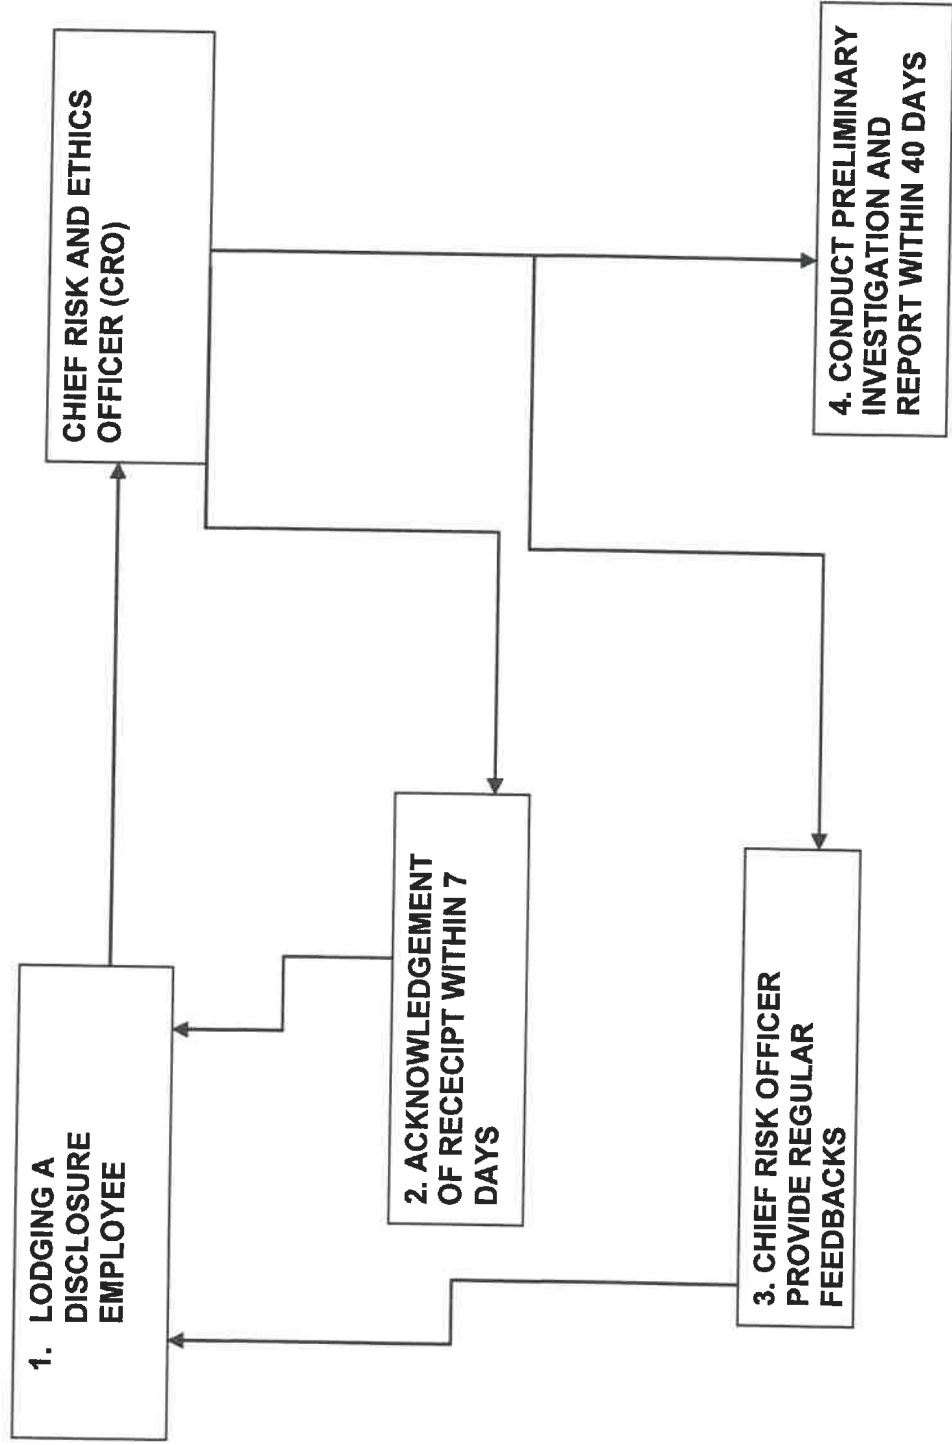 1. LODGING A
DISCLOSURE
EMPLOYEE
CHIEF RISK AND ETHICS
OFFICER (CRO)
2. ACKNOWLEDGEMENT
OF RECECIPT WITHIN 7
DAYS
3. CHIEF RISK OFFICER
PROVIDE REGULAR
FEEDBACKS
4. CONDUCT PRELIMINARY
INVESTIGATION AND
REPORT WITHIN 40 DAYS